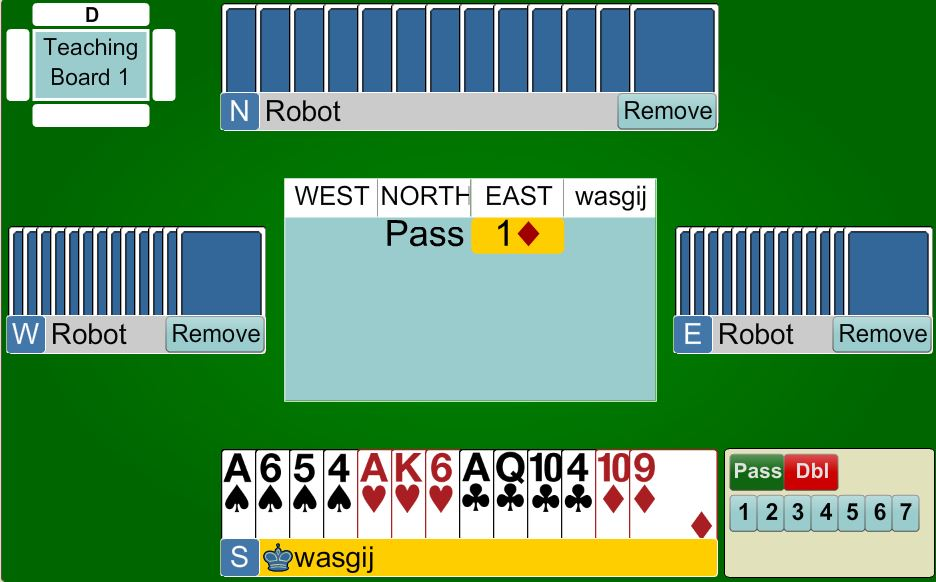 D
Teaching
Board 1
N Robot Remove
WEST NORTH EAST wasgij
Pass 1♦
W Robot Remove
E Robot Remove
A 6 5 4 A K 6 A Q 10 4 10 9
♠ ♠ ♠ ♠ ♥ ♥ ♥ ♣ ♣ ♣ ♣ ♦ ♦
♦
Pass Dbl
1 2 3 4 5 6 7
S wasgij